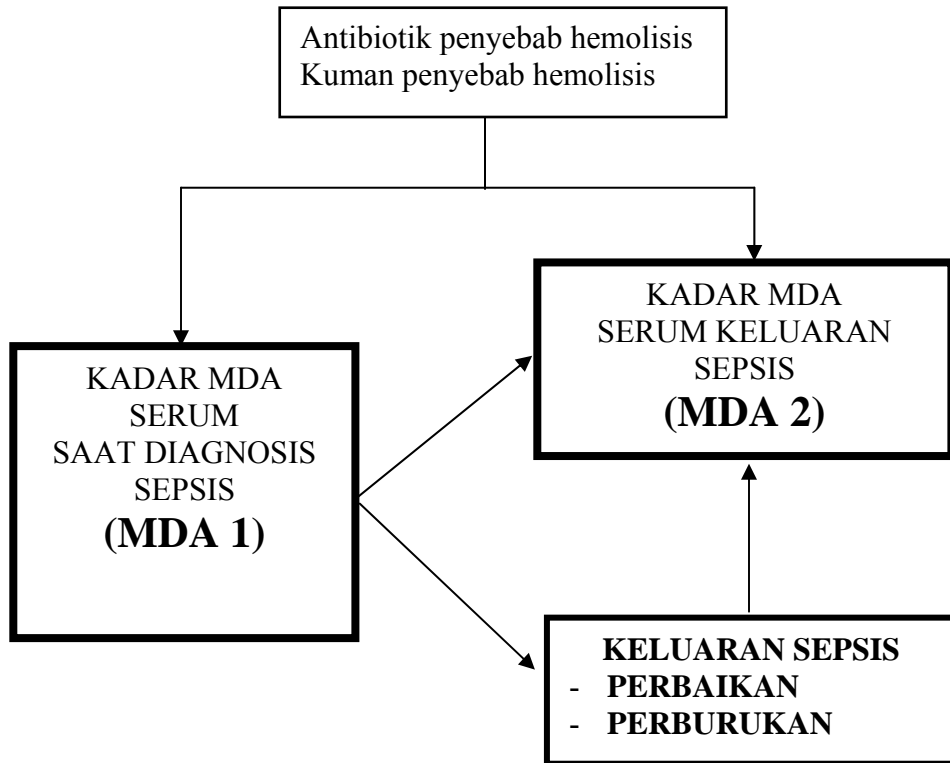 Antibiotik penyebab hemolisis
Kuman penyebab hemolisis
KADAR MDA
SERUM
SAAT DIAGNOSIS
SEPSIS
(MDA 1)
KADAR MDA
SERUM KELUARAN
SEPSIS
(MDA 2)
KELUARAN SEPSIS
- PERBAIKAN
- PERBURUKAN